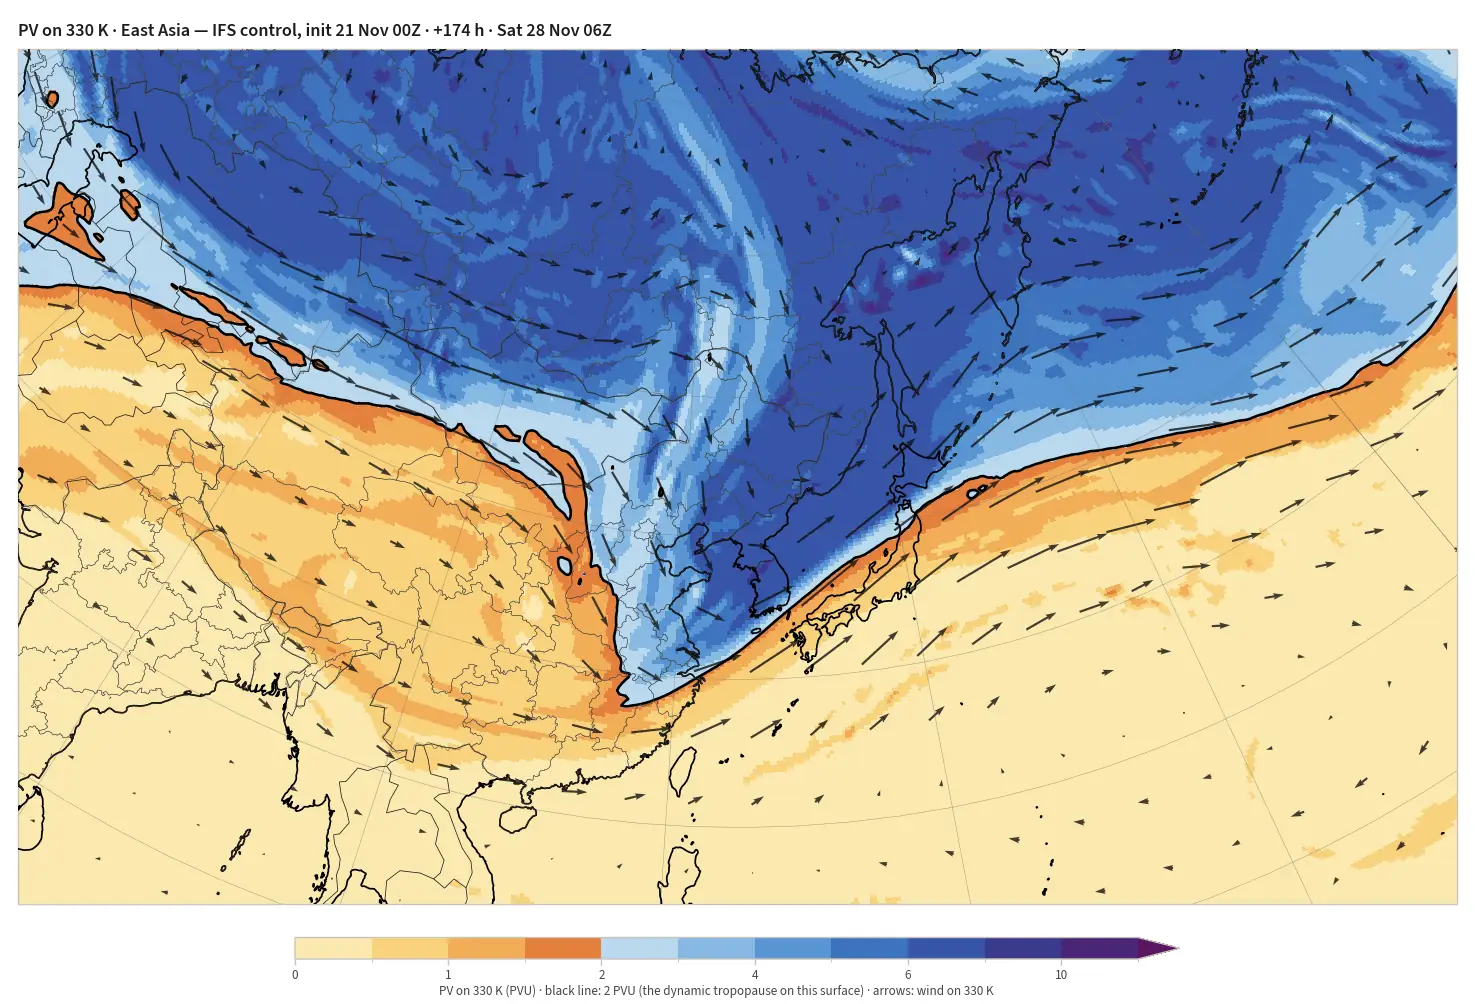 PV on 330 K · East Asia — IFS control, init 21 Nov 00Z · +174 h · Sat 28 Nov 06Z
0 1 2 4 6 10
PV on 330 K (PVU) · black line: 2 PVU (the dynamic tropopause on this surface) · arrows: wind on 330 K